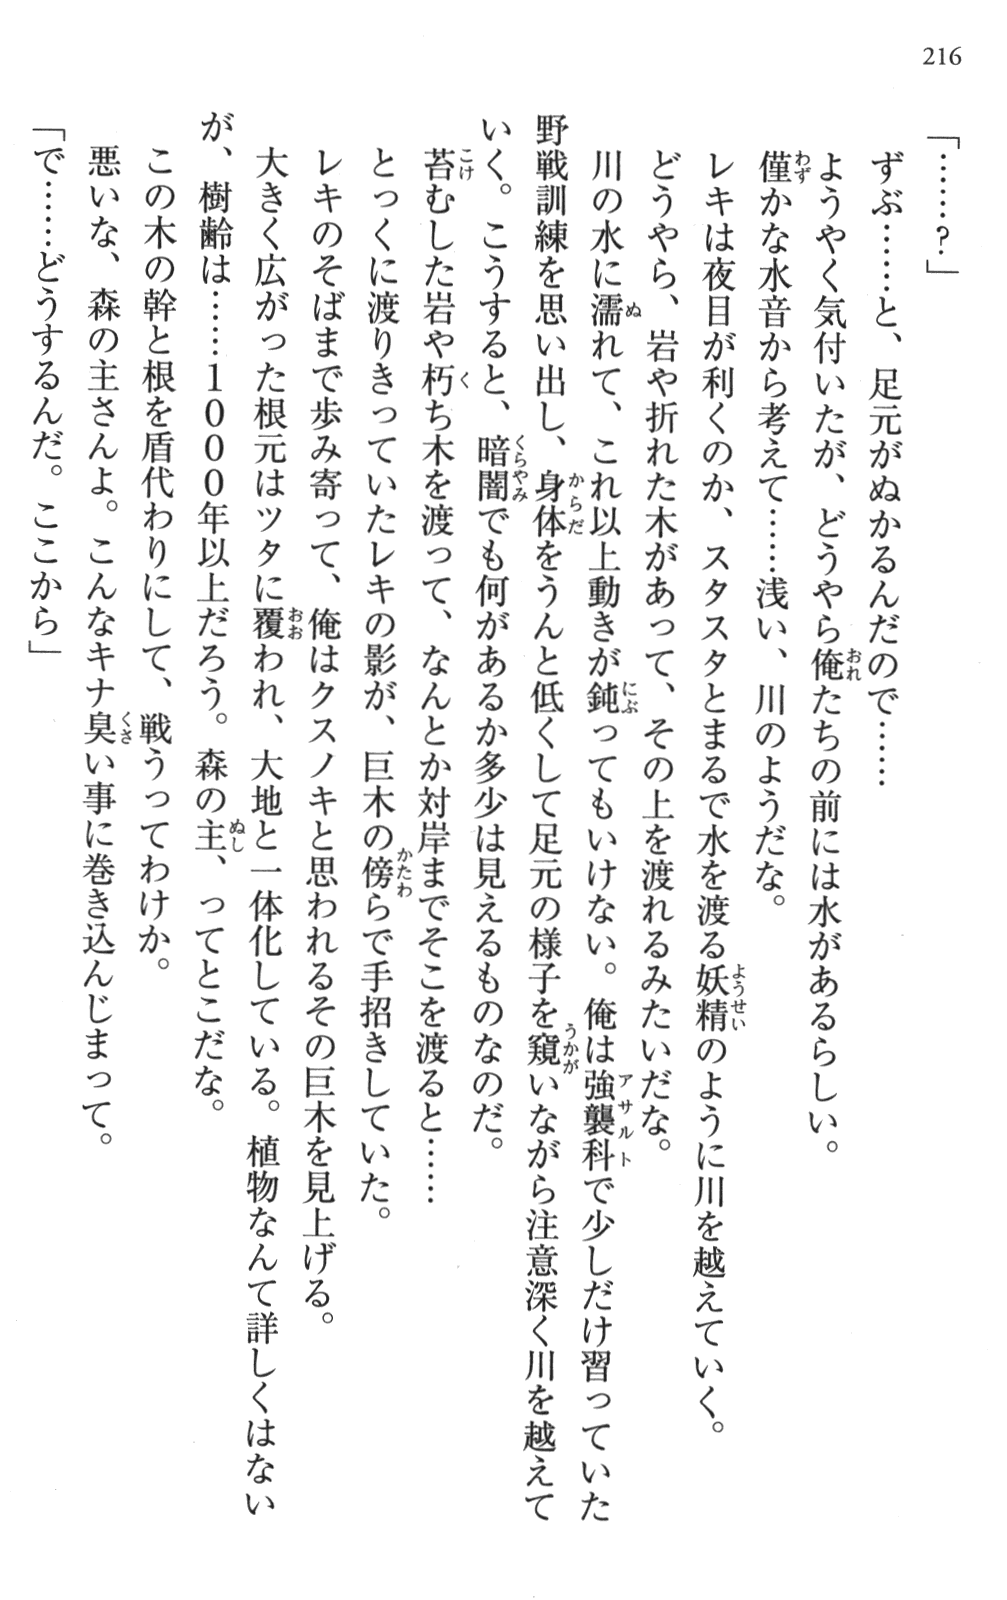 216
「……？」
ずぶ……と、足元がぬかるんだので……
ようやく気付いたが、どうやら俺たちの前には水があるらしい。
僅かな水音から考えて……浅い、川のようだな。
レキは夜目が利くのか、スタスタとまるで水を渡る妖精のように川を越えていく。
どうやら、岩や折れた木があって、その上を渡れるみたいだな。
川の水に濡れて、これ以上動きが鈍ってもいけない。俺は強襲科で少しだけ習っていた
野戦訓練を思い出し、身体をうんと低くして足元の様子を窺いながら注意深く川を越えて
いく。こうすると、暗闇でも何があるか多少は見えるものなのだ。
苔むした岩や朽ち木を渡って、なんとか対岸までそこを渡ると……
とっくに渡りきっていたレキの影が、巨木の傍らで手招きしていた。
レキのそばまで歩み寄って、俺はクスノキと思われるその巨木を見上げる。
大きく広がった根元はツタに覆われ、大地と一体化している。植物なんて詳しくはない
が、樹齢は……1000年以上だろう。森の主、ってとこだな。
この木の幹と根を盾代わりにして、戦うってわけか。
悪いな、森の主さんよ。こんなキナ臭い事に巻き込んじまって。
「で……どうするんだ。ここから」